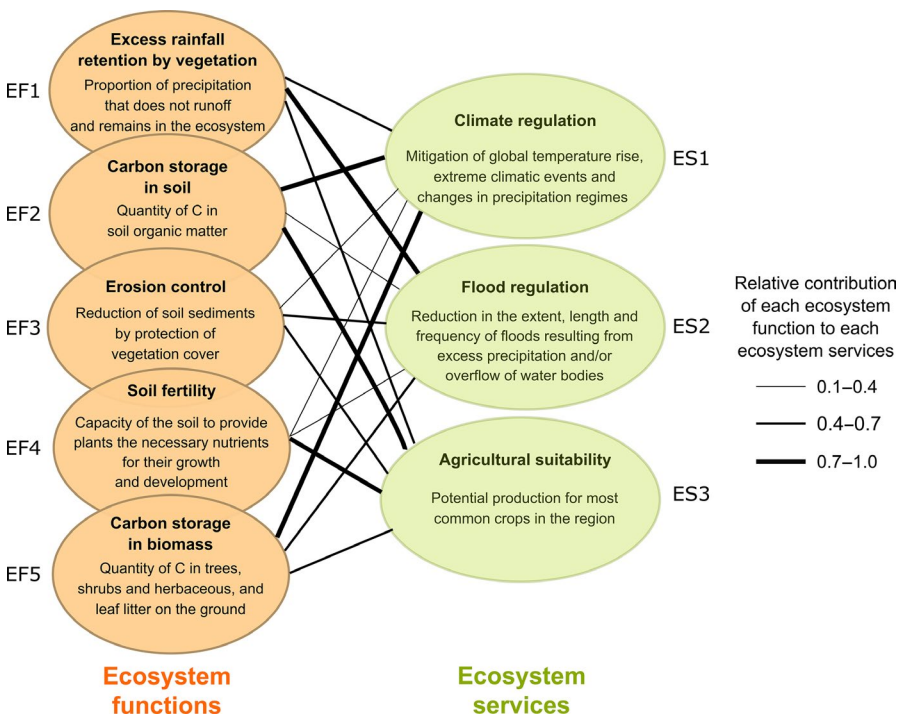 EF1
Excess rainfall
retention by vegetation
Proportion of precipitation
that does not runoff
and remains in the ecosystem
EF2
Carbon storage
in soil
Quantity of C in
soil organic matter
EF3
Erosion control
Reduction of soil sediments
by protection of
vegetation cover
EF4
Soil fertility
Capacity of the soil to provide
plants the necessary nutrients
for their growth
and development
EF5
Carbon storage
in biomass
Quantity of C in trees,
shrubs and herbaceous, and
leaf litter on the ground
Ecosystem
functions
Climate regulation
Mitigation of global temperature rise,
extreme climatic events and
changes in precipitation regimes
ES1
Flood regulation
Reduction in the extent, length and
frequency of floods resulting from
excess precipitation and/or
overflow of water bodies
ES2
Agricultural suitability
Potential production for most
common crops in the region
ES3
Ecosystem
services
Relative contribution
of each ecosystem
function to each
ecosystem services
0.1–0.4
0.4–0.7
0.7–1.0